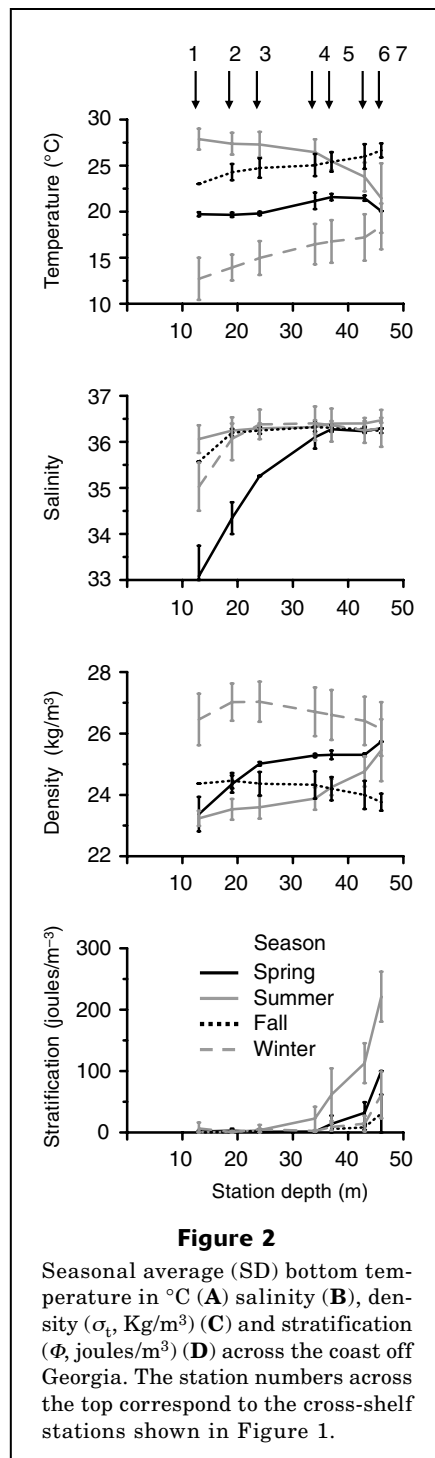 1 2 3 4 5 6 7
Temperature (°C)
30
25
20
15
10
10 20 30 40 50
Salinity
37
36
35
34
33
10 20 30 40 50
Density (kg/m³)
28
26
24
22
10 20 30 40 50
Stratification (joules/m⁻³)
300
200
100
0
Season
Spring
Summer
Fall
Winter
10 20 30 40 50
Station depth (m)
Figure 2
Seasonal average (SD) bottom tem-
perature in °C (A) salinity (B), den-
sity (σt, Kg/m³) (C) and stratification
(Φ, joules/m³) (D) across the coast off
Georgia. The station numbers across
the top correspond to the cross-shelf
stations shown in Figure 1.